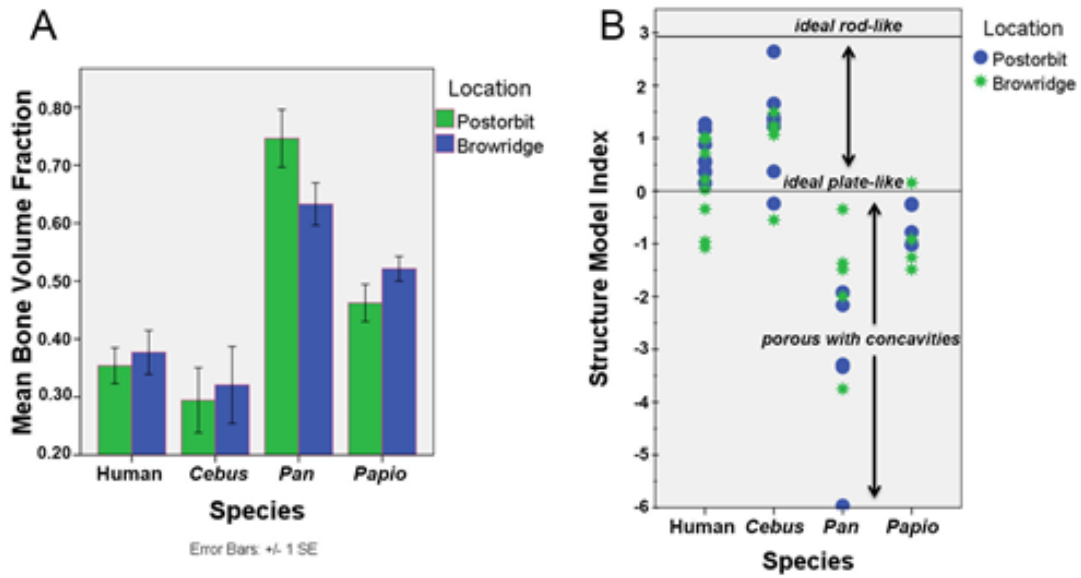 A
Location
Postorbit
Browridge
Mean Bone Volume Fraction
0.80
0.70
0.60
0.50
0.40
0.30
0.20
Human Cebus Pan Papio
Species
Error Bars: +/- 1 SE
B
Location
Postorbit
Browridge
Structure Model Index
3
2
1
0
-1
-2
-3
-4
-5
-6
ideal rod-like
ideal plate-like
porous with concavities
Human Cebus Pan Papio
Species